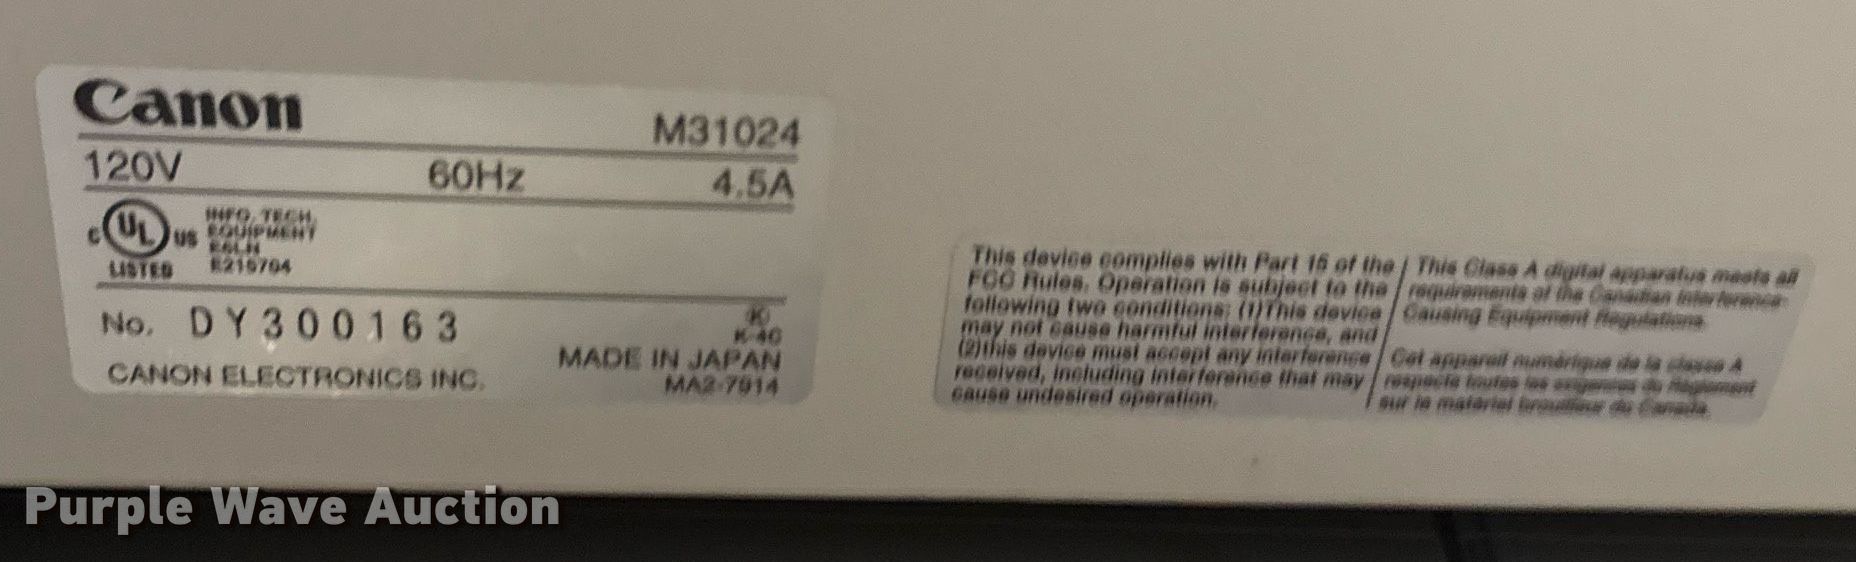 Canon
M31024
120V 60Hz 4.5A
C UL US
LISTED
INFO. TECH.
EQUIPMENT
E6LN
E219704
No. DY300163
K
K-4C
MADE IN JAPAN
CANON ELECTRONICS INC.
MA2-7914
This device complies with Part 15 of the
FCC Rules. Operation is subject to the
following two conditions: (1)This device
may not cause harmful interference, and
(2)this device must accept any interference
received, including interference that may
cause undesired operation.
This Class A digital apparatus meets all
requirements of the Canadian Interference-
Causing Equipment Regulations.
Cet appareil numérique de la classe A
respecte toutes les exigences du Règlement
sur le matériel brouilleur du Canada.
Purple Wave Auction